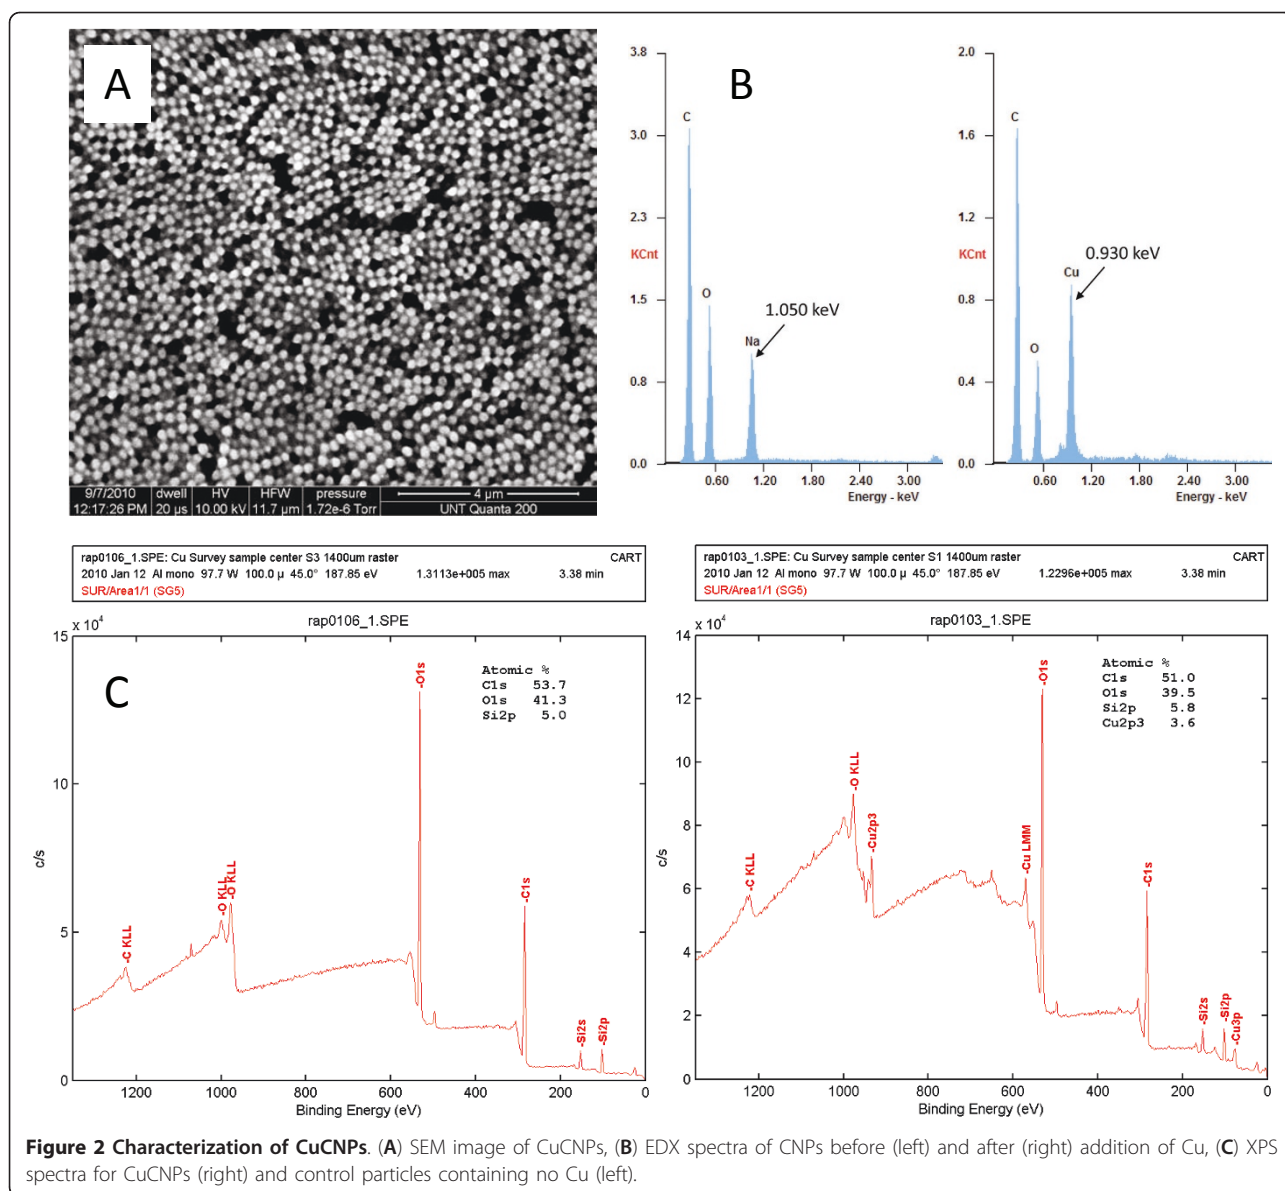 A
9/7/2010 dwell HV HFW pressure 4 µm
12:17:26 PM 20 µs 10.00 kV 11.7 µm 1.72e-6 Torr UNT Quanta 200
B
3.8
3.0
2.3
KCnt
1.5
0.8
0.0
C
O
Na
1.050 keV
0.60 1.20 1.80 2.40 3.00
Energy - keV
2.0
1.6
1.2
KCnt
0.8
0.4
0.0
C
O
Cu
0.930 keV
0.60 1.20 1.80 2.40 3.00
Energy - keV
rap0106_1.SPE: Cu Survey sample center S3 1400um raster CART
2010 Jan 12 Al mono 97.7 W 100.0 µ 45.0° 187.85 eV 1.3113e+005 max 3.38 min
SUR/Area1/1 (SG5)
x 10⁴ rap0106_1.SPE
C
15
10
5
0
c/s
-C KLL
-O KLL
-O KLL
-O1s
-C1s
-Si2s
-Si2p
Atomic %
C1s 53.7
O1s 41.3
Si2p 5.0
1200 1000 800 600 400 200 0
Binding Energy (eV)
rap0103_1.SPE: Cu Survey sample center S1 1400um raster CART
2010 Jan 12 Al mono 97.7 W 100.0 µ 45.0° 187.85 eV 1.2296e+005 max 3.38 min
SUR/Area1/1 (SG5)
x 10⁴ rap0103_1.SPE
14
12
10
8
6
4
2
0
c/s
-C KLL
-O KLL
-Cu2p3
-Cu LMM
-O1s
-C1s
-Si2s
-Si2p
-Cu3p
Atomic %
C1s 51.0
O1s 39.5
Si2p 5.8
Cu2p3 3.6
1200 1000 800 600 400 200 0
Binding Energy (eV)
Figure 2 Characterization of CuCNPs. (A) SEM image of CuCNPs, (B) EDX spectra of CNPs before (left) and after (right) addition of Cu, (C) XPS
spectra for CuCNPs (right) and control particles containing no Cu (left).